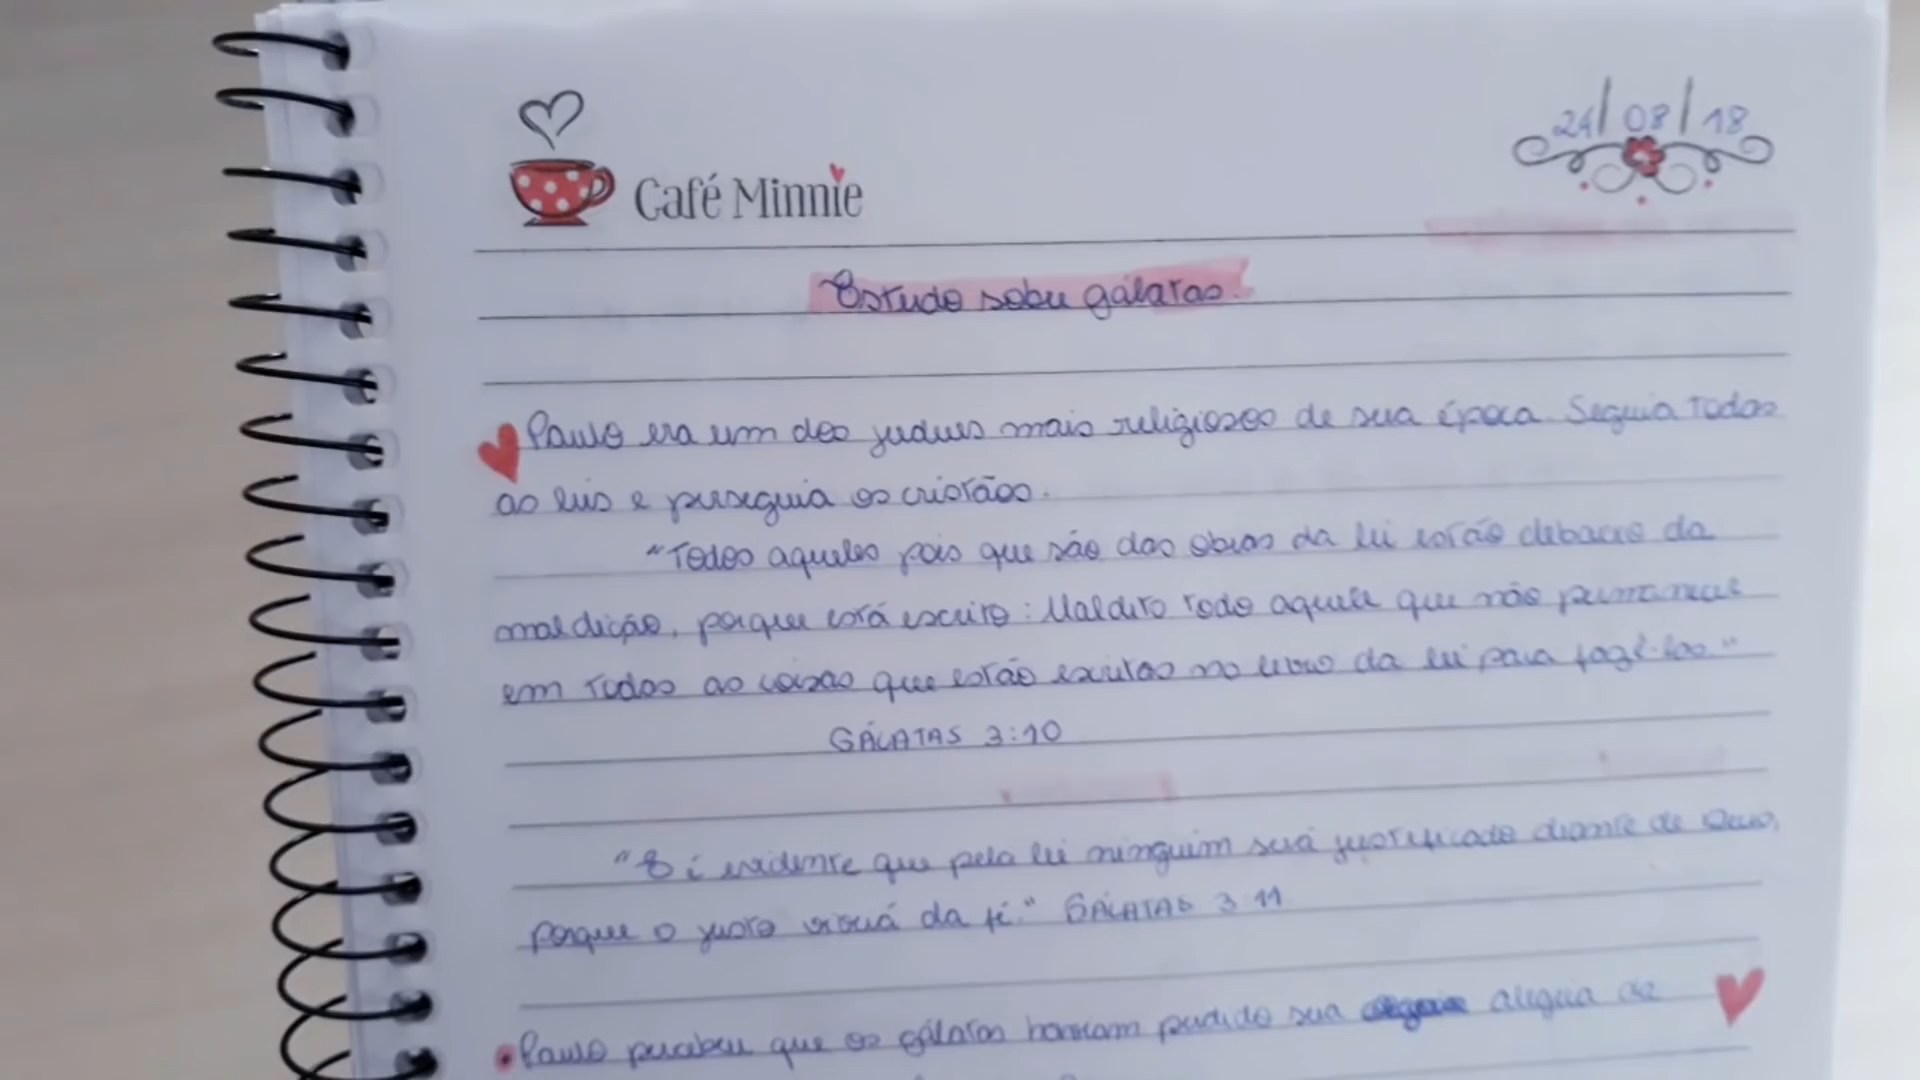 24/08/18
Café Minnie
Estudo sobre gálatas.
Paulo era um dos judeus mais religiosos de sua época. Seguia todas
as leis e perseguia os cristãos.
"Todos aqueles pois que são das obras da lei estão debaixo da
maldição, porque está escrito: Maldito todo aquele que não permanece
em todas as coisas que estão escritas no livro da lei para fazê-las"
GÁLATAS 3:10
"E é evidente que pela lei ninguém será justificado diante de Deus,
porque o justo viverá da fé." GÁLATAS 3:11
Paulo percebeu que os gálatas haviam perdido sua alegria de